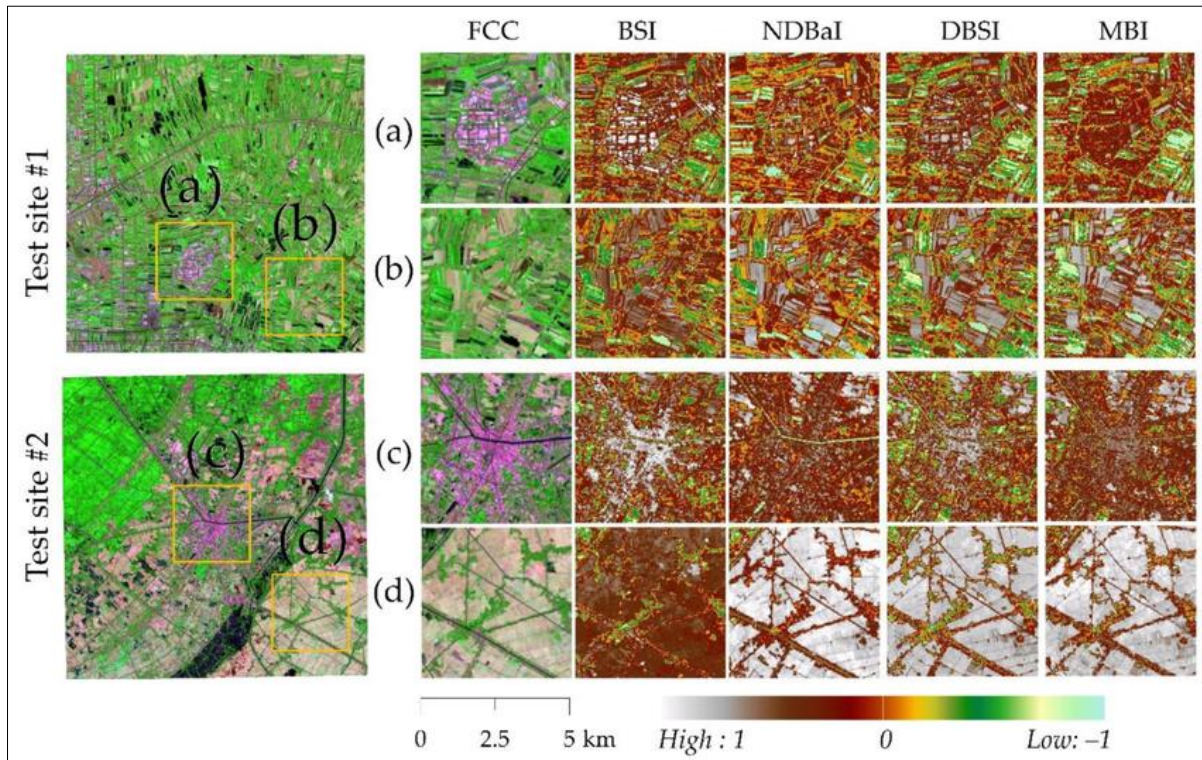 FCC BSI NDBaI DBSI MBI
Test site #1
(a)
(b)
(a)
(b)
Test site #2
(c)
(d)
(c)
(d)
0 2.5 5 km
High : 1 0 Low: –1